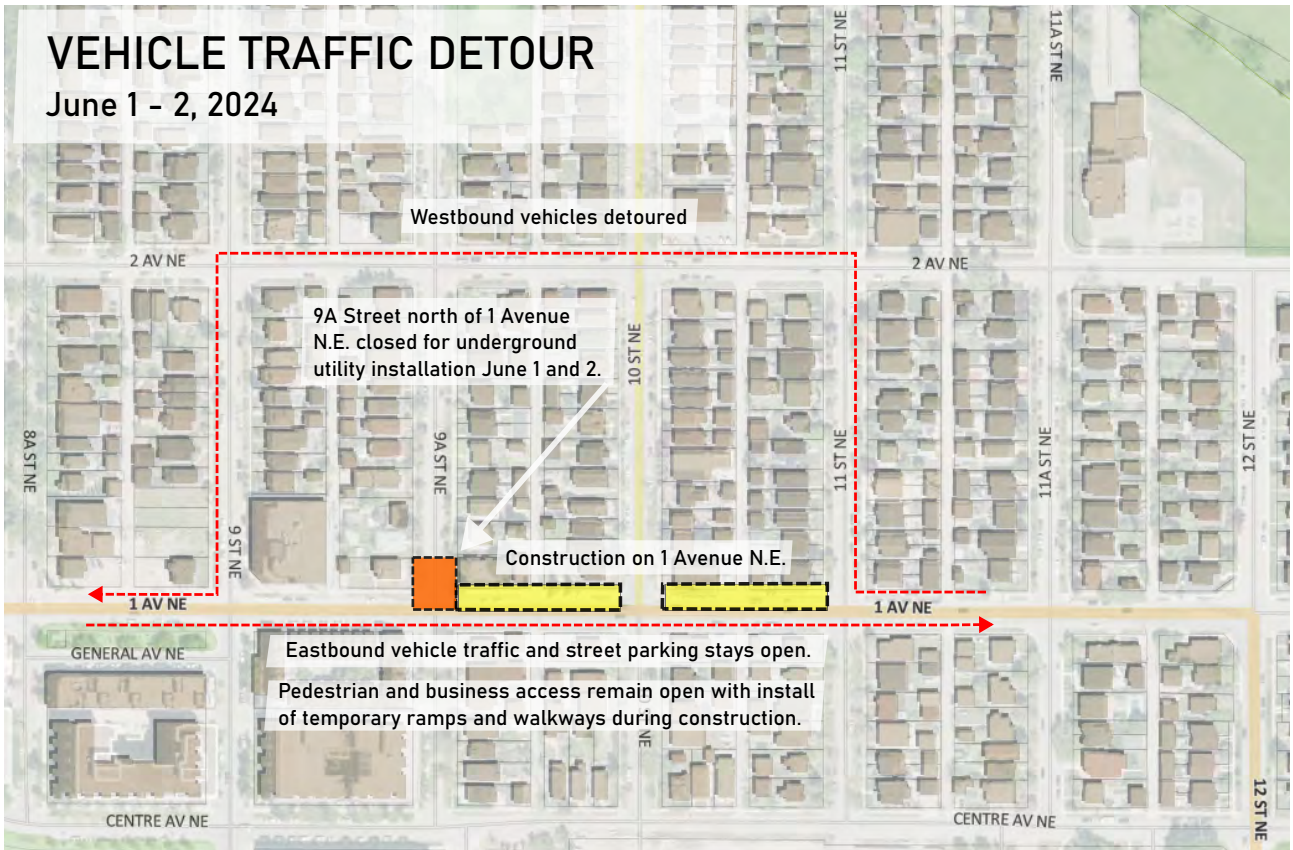 VEHICLE TRAFFIC DETOUR
June 1 - 2, 2024
11 ST NE
11A ST NE
Westbound vehicles detoured
2 AV NE
2 AV NE
9A Street north of 1 Avenue
N.E. closed for underground
utility installation June 1 and 2.
10 ST NE
8A ST NE
9A ST NE
11 ST NE
11A ST NE
12 ST NE
9 ST NE
Construction on 1 Avenue N.E.
1 AV NE
1 AV NE
Eastbound vehicle traffic and street parking stays open.
GENERAL AV NE
Pedestrian and business access remain open with install
of temporary ramps and walkways during construction.
NE
12 ST NE
CENTRE AV NE
CENTRE AV NE